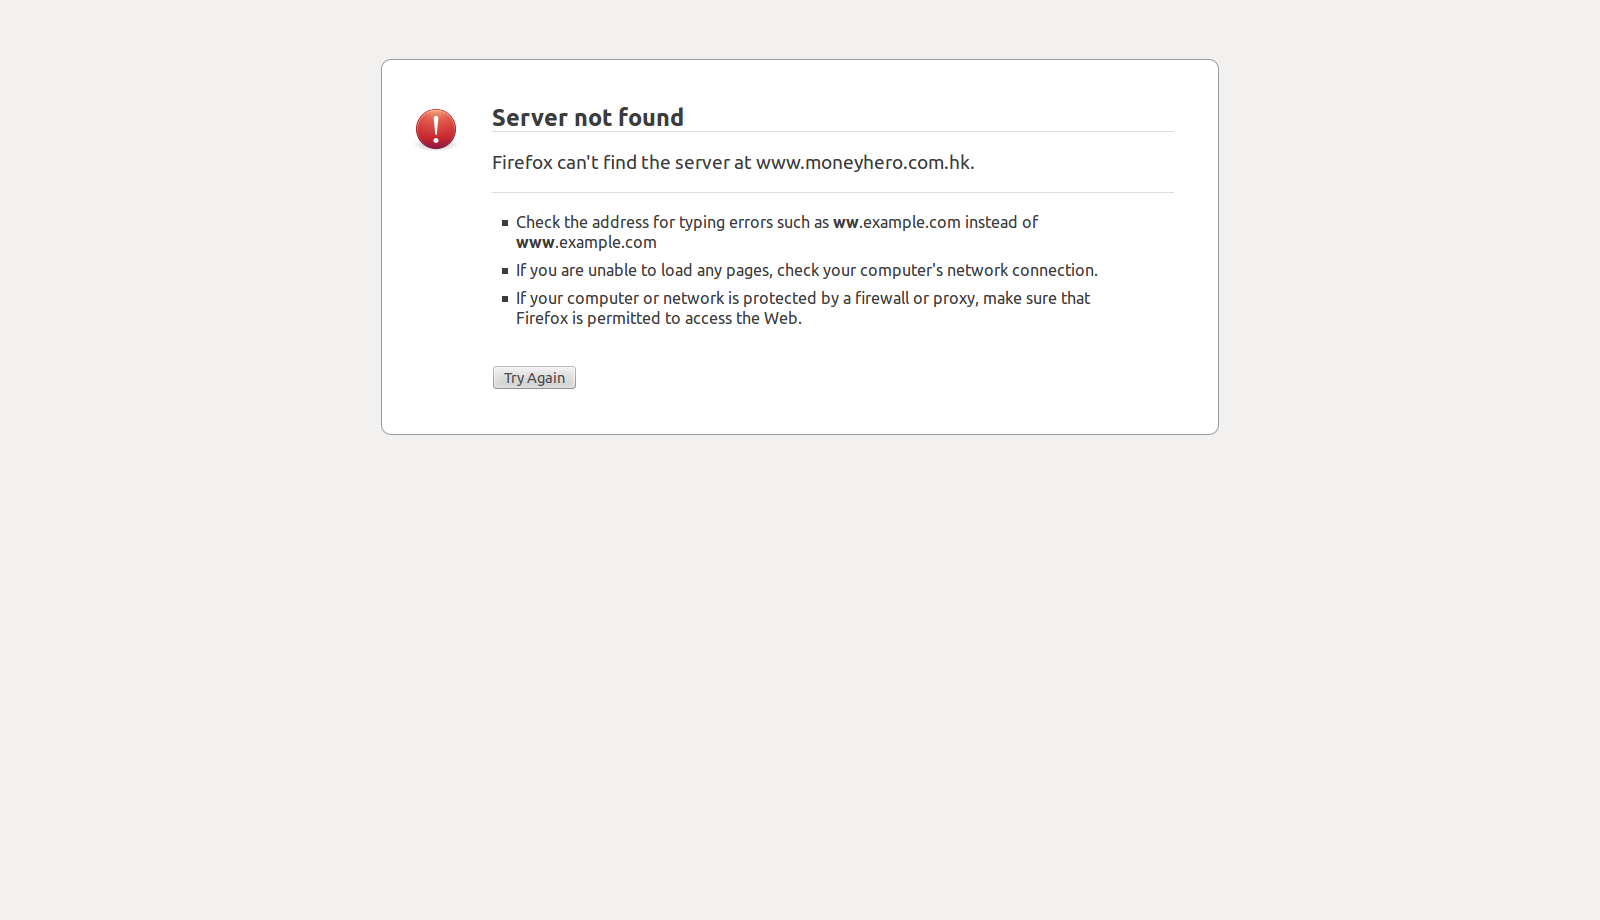 Server not found
Firefox can't find the server at www.moneyhero.com.hk.
Check the address for typing errors such as ww.example.com instead of
www.example.com
If you are unable to load any pages, check your computer's network connection.
If your computer or network is protected by a firewall or proxy, make sure that
Firefox is permitted to access the Web.
Try Again